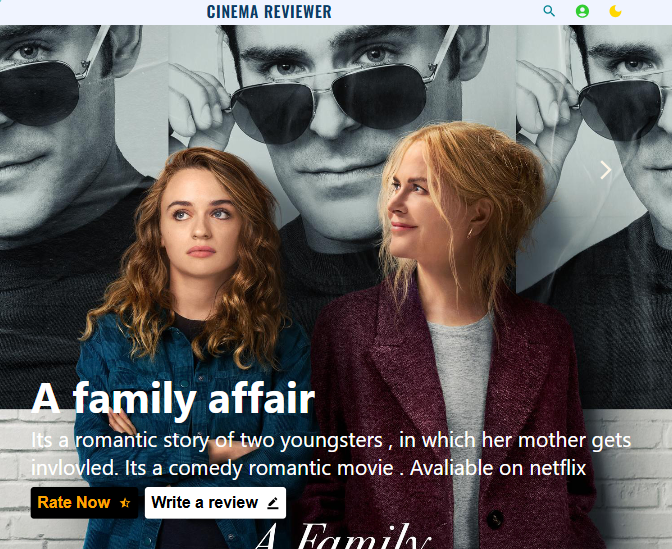 CINEMA REVIEWER
A family affair
Its a romantic story of two youngsters , in which her mother gets
invlovled. Its a comedy romantic movie . Avaliable on netflix
Rate Now Write a review
A Family